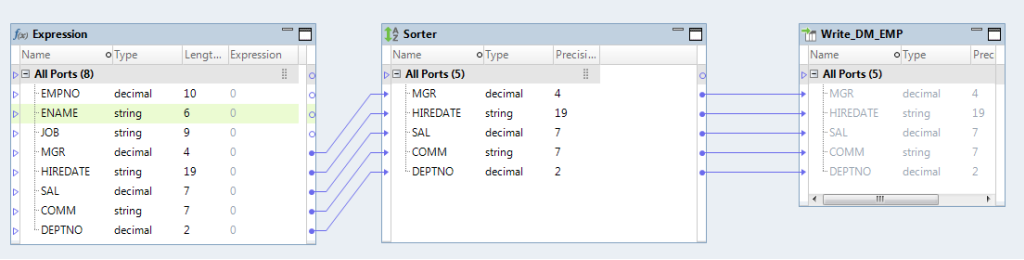 f(x) Expression
Name Type Lengt... Expression
All Ports (8)
EMPNO decimal 10 0
ENAME string 6 0
JOB string 9 0
MGR decimal 4 0
HIREDATE string 19 0
SAL decimal 7 0
COMM string 7 0
DEPTNO decimal 2 0
AZ Sorter
Name Type Precisi...
All Ports (5)
MGR decimal 4
HIREDATE string 19
SAL decimal 7
COMM string 7
DEPTNO decimal 2
Write_DM_EMP
Name Type Prec
All Ports (5)
MGR decimal 4
HIREDATE string 19
SAL decimal 7
COMM string 7
DEPTNO decimal 2